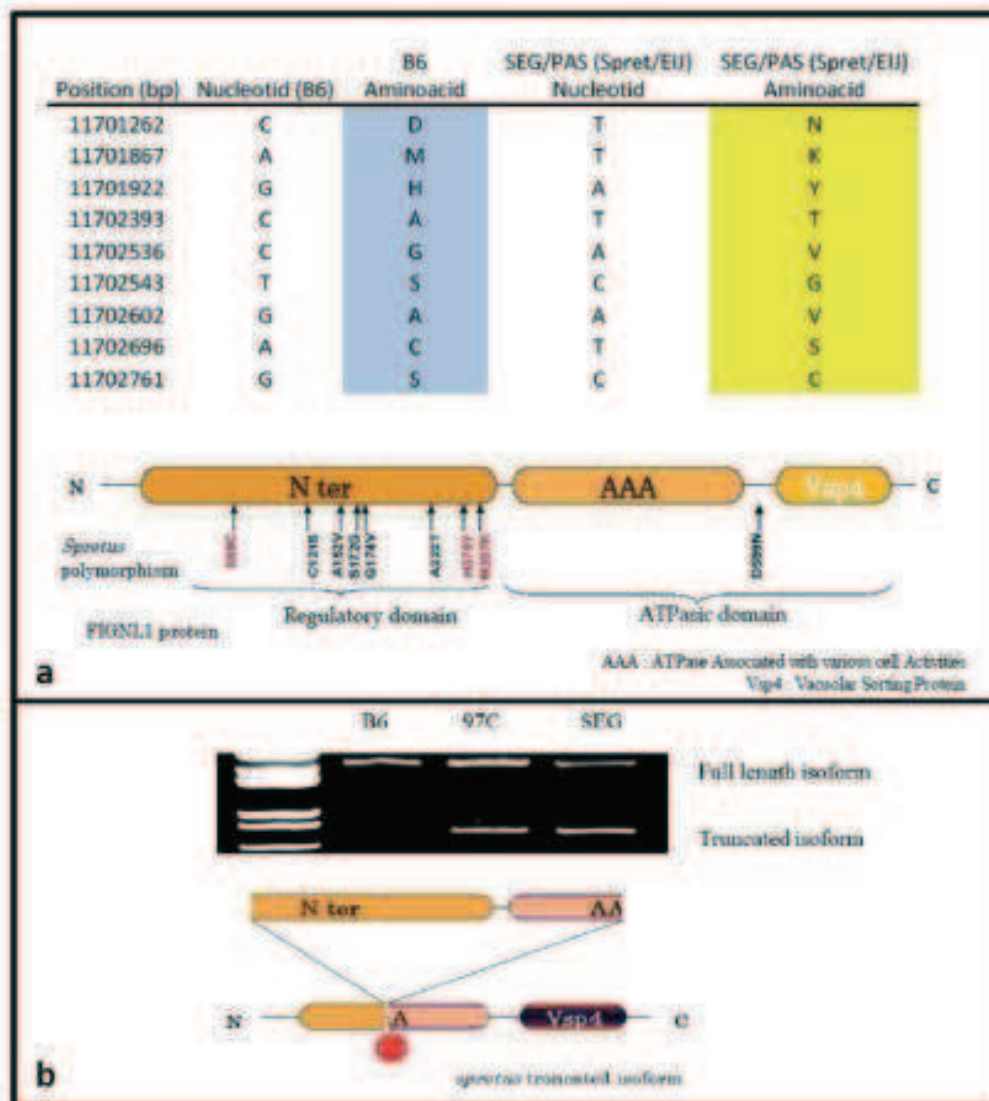 B6 SEG/PAS (Spret/EIJ) SEG/PAS (Spret/EIJ)
Position (bp) Nucleotid (B6) Aminoacid Nucleotid Aminoacid
11701262 C D T N
11701867 A M T K
11701922 G H A Y
11702393 C A T T
11702536 C G A V
11702543 T S C G
11702602 G A A V
11702696 A C T S
11702761 G S C C
N N ter AAA Vsp4 C
Spretus
polymorphism
C131S A162V S172G G174V A222T D599N
Regulatory domain ATPasic domain
FIGNL1 protein
AAA : ATPase Associated with various cell Activities
Vsp4 : Vacuolar Sorting Protein
a
B6 97C SEG
Full length isoform
Truncated isoform
N ter AA
N A Vsp4 C
spretus truncated isoform
b